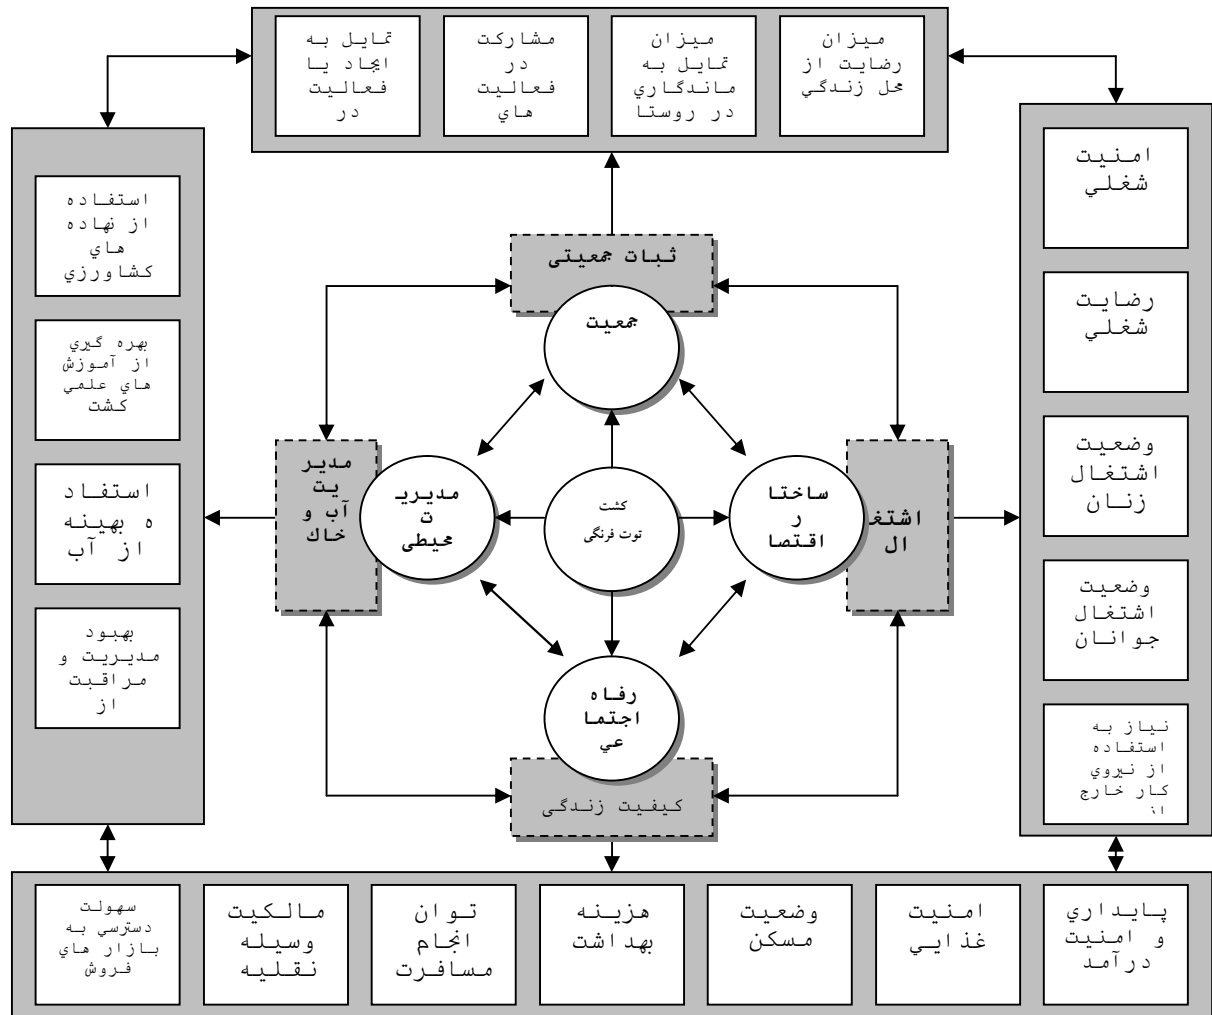 میزان
رضایت از
محل زندگي
میزان
تمایل به
ماندگاري
در روستا
مشارکت
در
فعالیت
هاي
تمایل به
ایجاد یا
فعالیت
در
امنیت
شغلي
رضایت
شغلي
وضعیت
اشتغال
زنان
وضعیت
اشتغال
جوانان
نیاز به
استفاده
از نیروي
کار خارج
از
ثبات جمعیتی
جمعیت
اشتغ
ال
ساختا
ر
اقتصا
کشت
توت فرنگی
مدیری
ت
محیطی
مدیر
یت
آب و
خاك
رفاه
اجتما
عي
کیفیت زندگی
استفاده
از نهاده
هاي
کشاورزي
بهره گیري
از آموزش
هاي علمي
کشت
استفاد
ه بهینه
از آب
بهبود
مدیریت و
مراقبت
از
پایداري
و امنیت
درآمد
امنیت
غذایي
وضعیت
مسکن
هزینه
بهداشت
توان
انجام
مسافرت
مالکیت
وسیله
نقلیه
سهولت
دسترسي به
بازار هاي
فروش